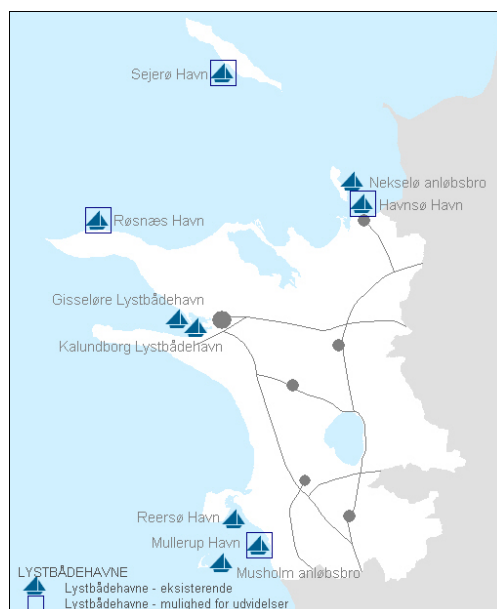 Sejerø Havn
Nekselø anløbsbro
Havnsø Havn
Røsnæs Havn
Gisseløre Lystbådehavn
Kalundborg Lystbådehavn
Reersø Havn
Mullerup Havn
Musholm anløbsbro
LYSTBÅDEHAVNE
Lystbådehavne - eksisterende
Lystbådehavne - mulighed for udvidelser